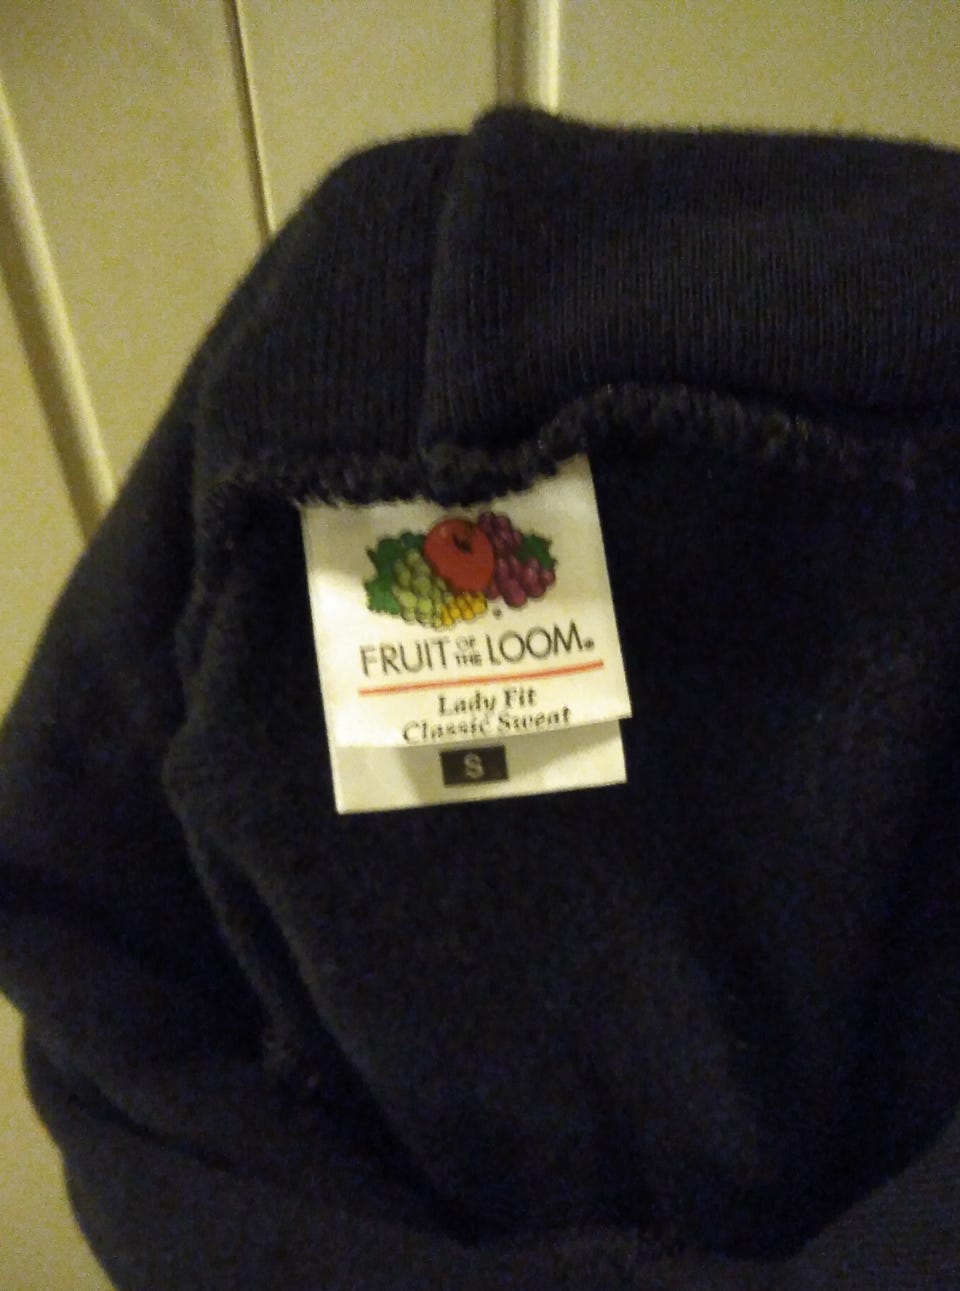 FRUIT OF THE LOOM®
Lady Fit
Classic Sweat
S